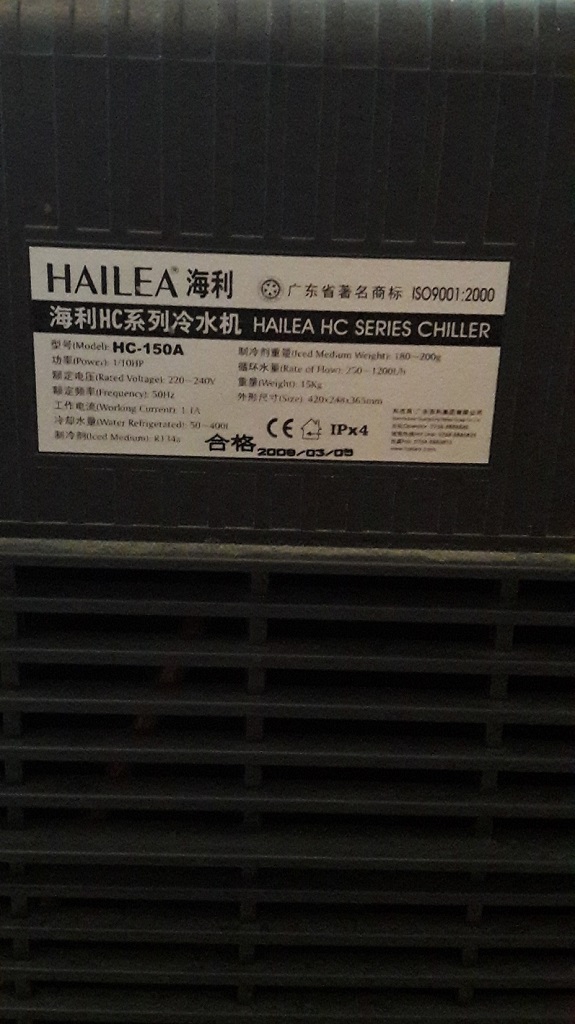 HAILEA® 海利 广东省著名商标 ISO9001:2000
海利HC系列冷水机 HAILEA HC SERIES CHILLER
型号(Model): HC-150A
功率(Power): 1/10HP
额定电压(Rated Voltage): 220~240V
额定频率(Frequency): 50Hz
工作电流(Working Current): 1.1A
冷却水量(Water Refrigerated): 50~400l
制冷剂(Iced Medium): R134a
制冷剂重量(Iced Medium Weight): 180~200g
循环水量(Rate of Flow): 250~1200l/h
重量(Weight): 15Kg
外形尺寸(Size): 420x248x365mm
CE IPx4
合格 2009/03/09